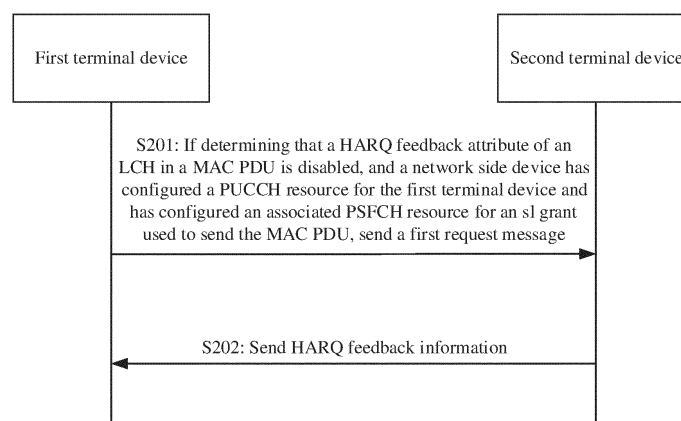 First terminal device
Second terminal device
S201: If determining that a HARQ feedback attribute of an
LCH in a MAC PDU is disabled, and a network side device has
configured a PUCCH resource for the first terminal device and
has configured an associated PSFCH resource for an sl grant
used to send the MAC PDU, send a first request message
S202: Send HARQ feedback information